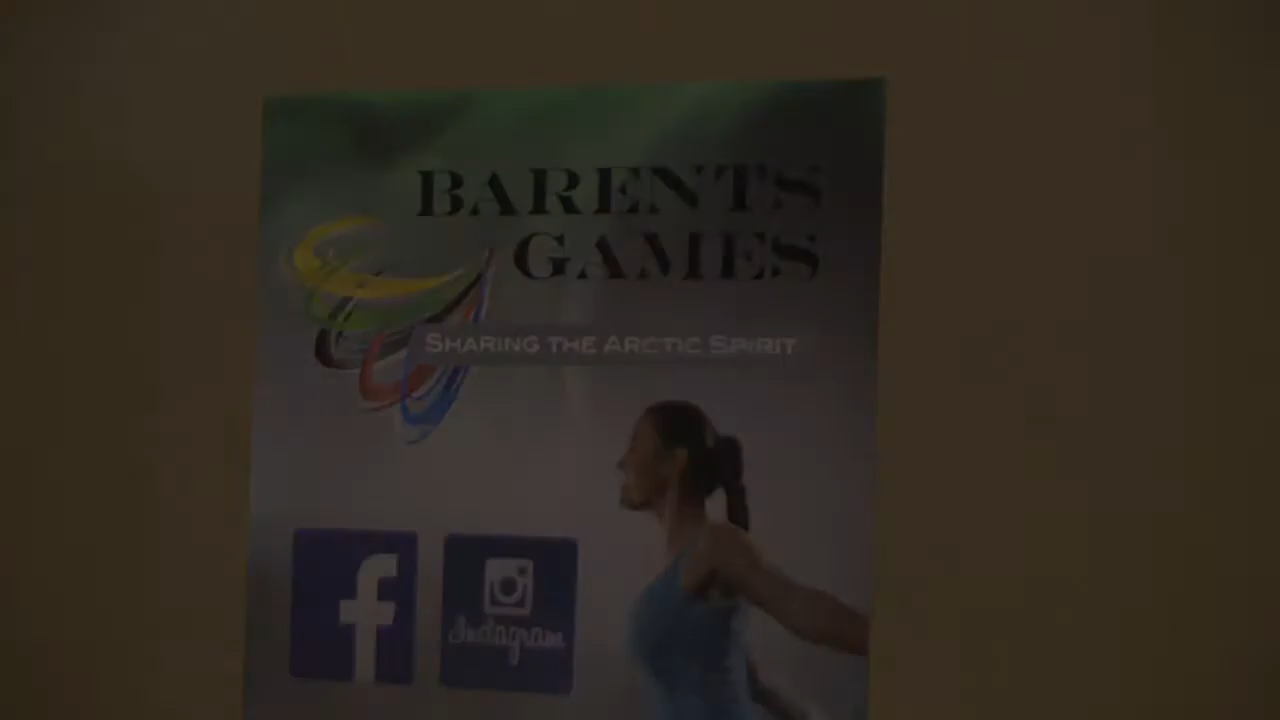 BARENTS
GAMES
SHARING THE ARCTIC SPIRIT
f
Instagram